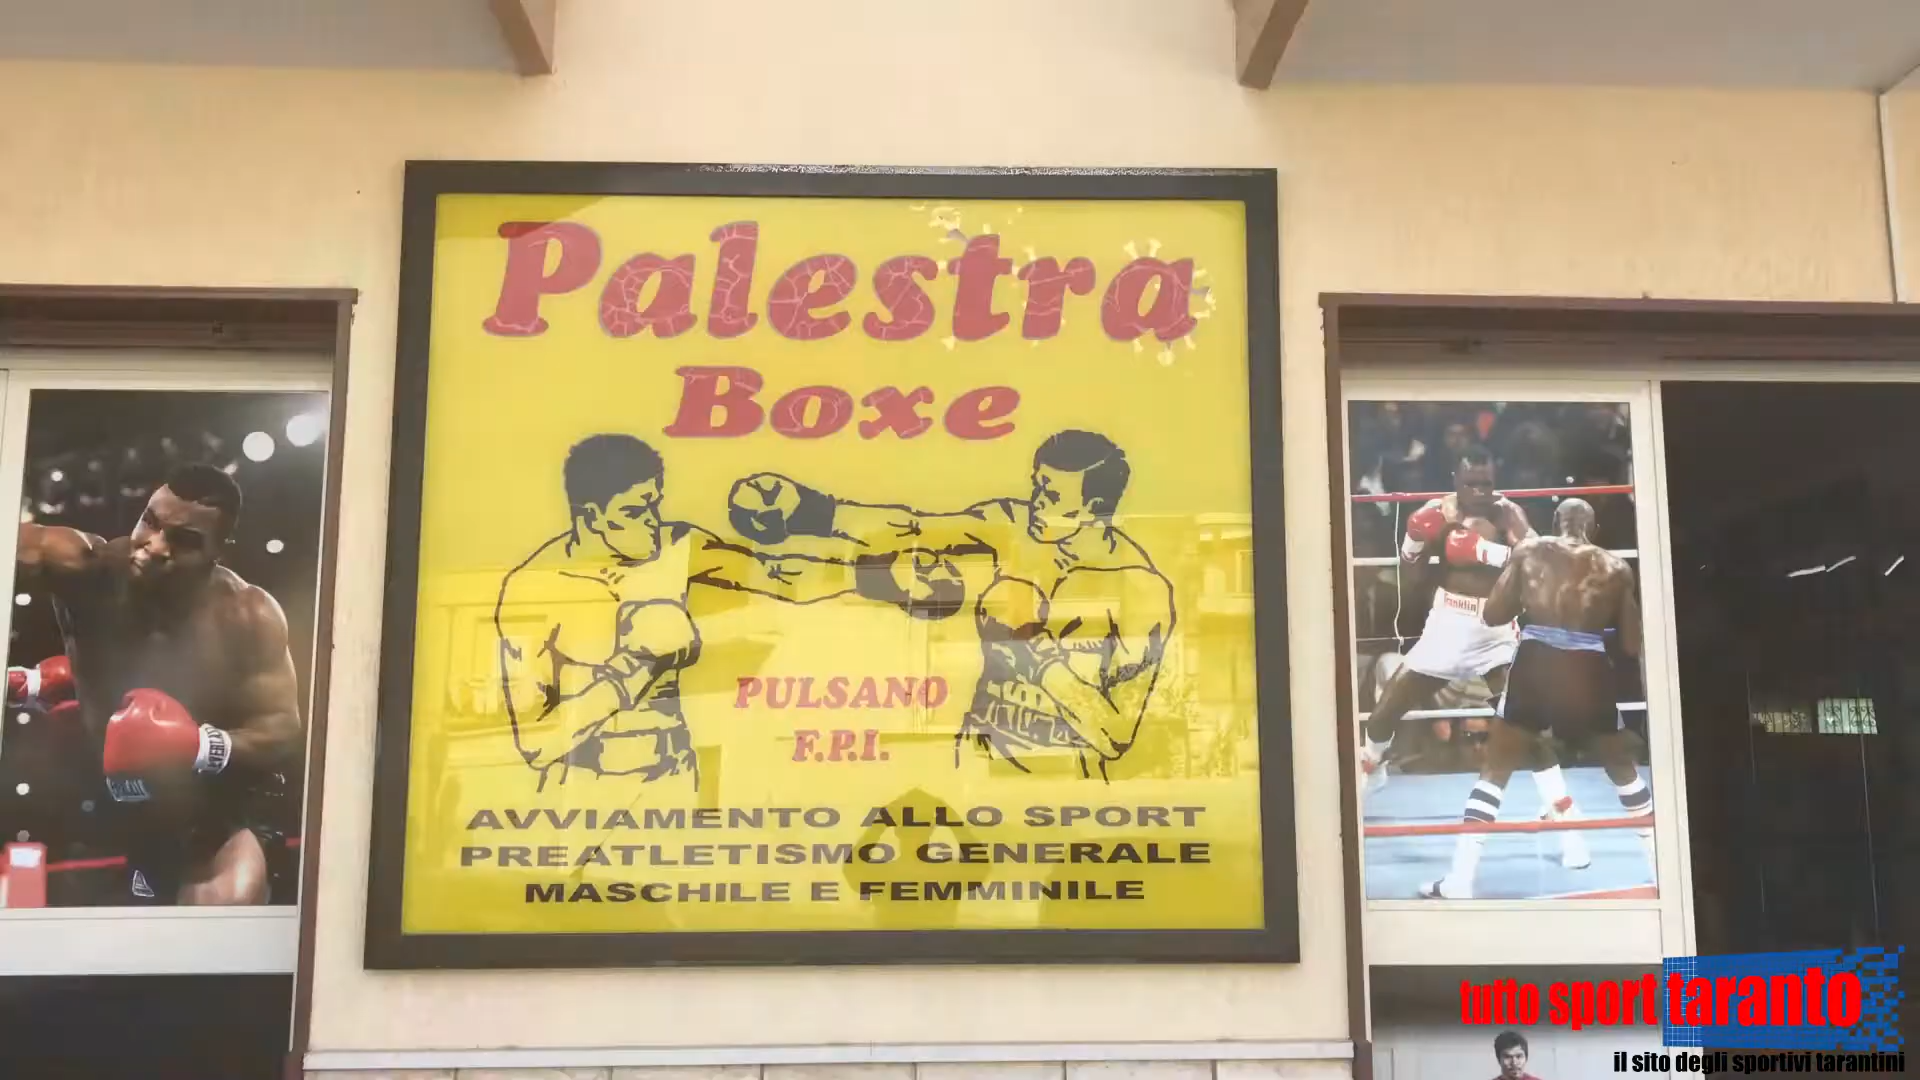 Palestra
Boxe
PULSANO
F.P.I.
AVVIAMENTO ALLO SPORT
PREATLETISMO GENERALE
MASCHILE E FEMMINILE
Franklin
tutto sport taranto
il sito degli sportivi tarantini